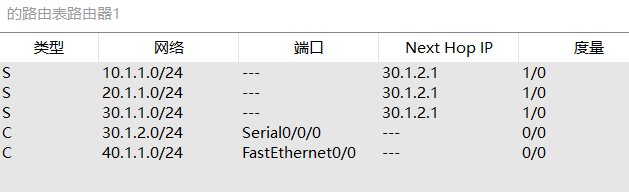 的路由表路由器1
类型 网络 端口 Next Hop IP 度量
S 10.1.1.0/24 --- 30.1.2.1 1/0
S 20.1.1.0/24 --- 30.1.2.1 1/0
S 30.1.1.0/24 --- 30.1.2.1 1/0
C 30.1.2.0/24 Serial0/0/0 --- 0/0
C 40.1.1.0/24 FastEthernet0/0 --- 0/0